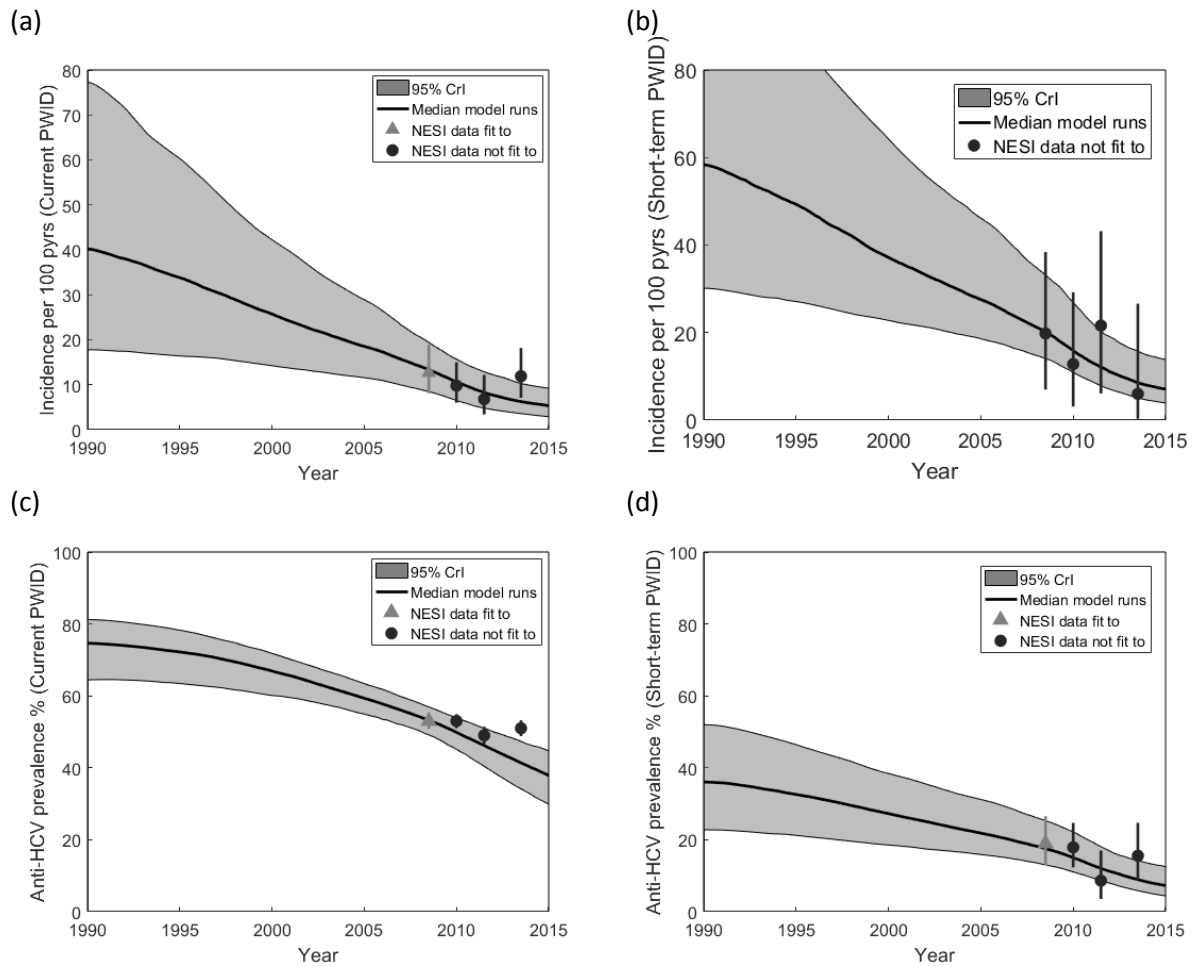 (a)
Incidence per 100 pyrs (Current PWID)
80
70
60
50
40
30
20
10
0
95% CrI
Median model runs
NESI data fit to
NESI data not fit to
1990 1995 2000 2005 2010 2015
Year
(b)
Incidence per 100 pyrs (Short-term PWID)
80
60
40
20
0
95% CrI
Median model runs
NESI data not fit to
1990 1995 2000 2005 2010 2015
Year
(c)
Anti-HCV prevalence % (Current PWID)
100
80
60
40
20
0
95% CrI
Median model runs
NESI data fit to
NESI data not fit to
1990 1995 2000 2005 2010 2015
Year
(d)
Anti-HCV prevalence % (Short-term PWID)
100
80
60
40
20
0
95% CrI
Median model runs
NESI data fit to
NESI data not fit to
1990 1995 2000 2005 2010 2015
Year